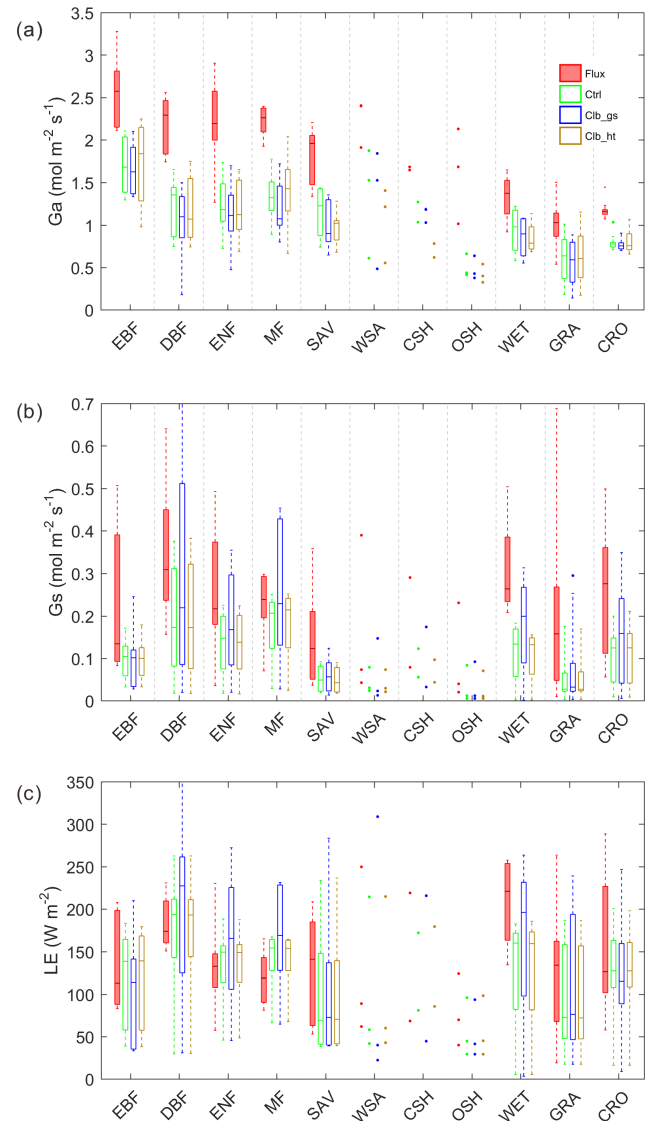 (a)
Ga (mol m⁻² s⁻¹)
3.5
3
2.5
2
1.5
1
0.5
0
Flux
Ctrl
Clb_gs
Clb_ht
EBF DBF ENF MF SAV WSA CSH OSH WET GRA CRO
(b)
Gs (mol m⁻² s⁻¹)
0.7
0.6
0.5
0.4
0.3
0.2
0.1
0
EBF DBF ENF MF SAV WSA CSH OSH WET GRA CRO
(c)
LE (W m⁻²)
350
300
250
200
150
100
50
0
EBF DBF ENF MF SAV WSA CSH OSH WET GRA CRO